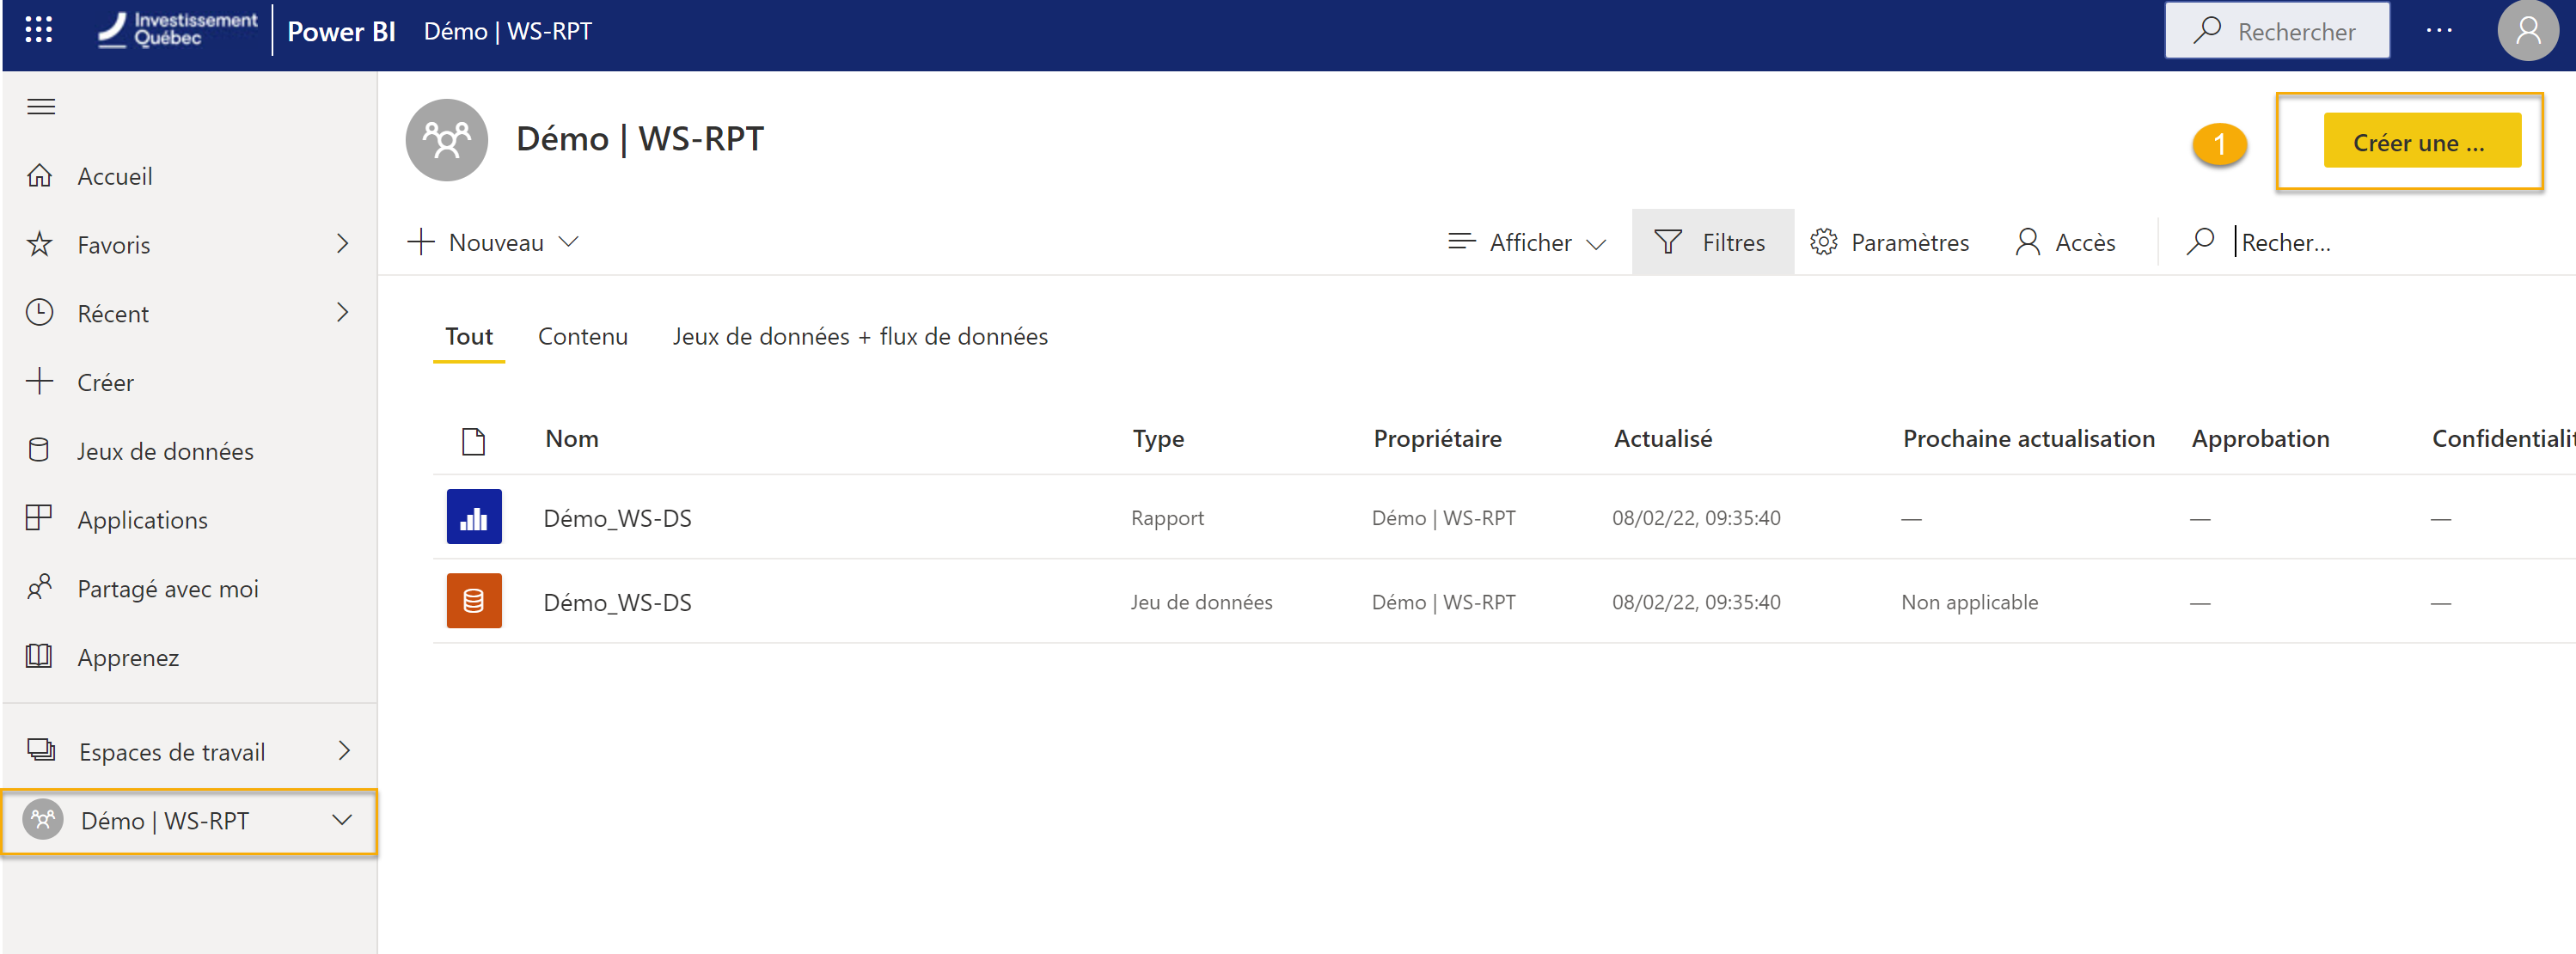 Investissement
Québec
Power BI Démo | WS-RPT
Rechercher
Démo | WS-RPT
1
Créer une ...
Nouveau
Afficher
Filtres
Paramètres
Accès
Recher...
Accueil
Favoris
Récent
Créer
Jeux de données
Applications
Partagé avec moi
Apprenez
Espaces de travail
Démo | WS-RPT
Tout Contenu Jeux de données + flux de données
Nom Type Propriétaire Actualisé Prochaine actualisation Approbation Confidentialit
Démo_WS-DS Rapport Démo | WS-RPT 08/02/22, 09:35:40 — — —
Démo_WS-DS Jeu de données Démo | WS-RPT 08/02/22, 09:35:40 Non applicable — —